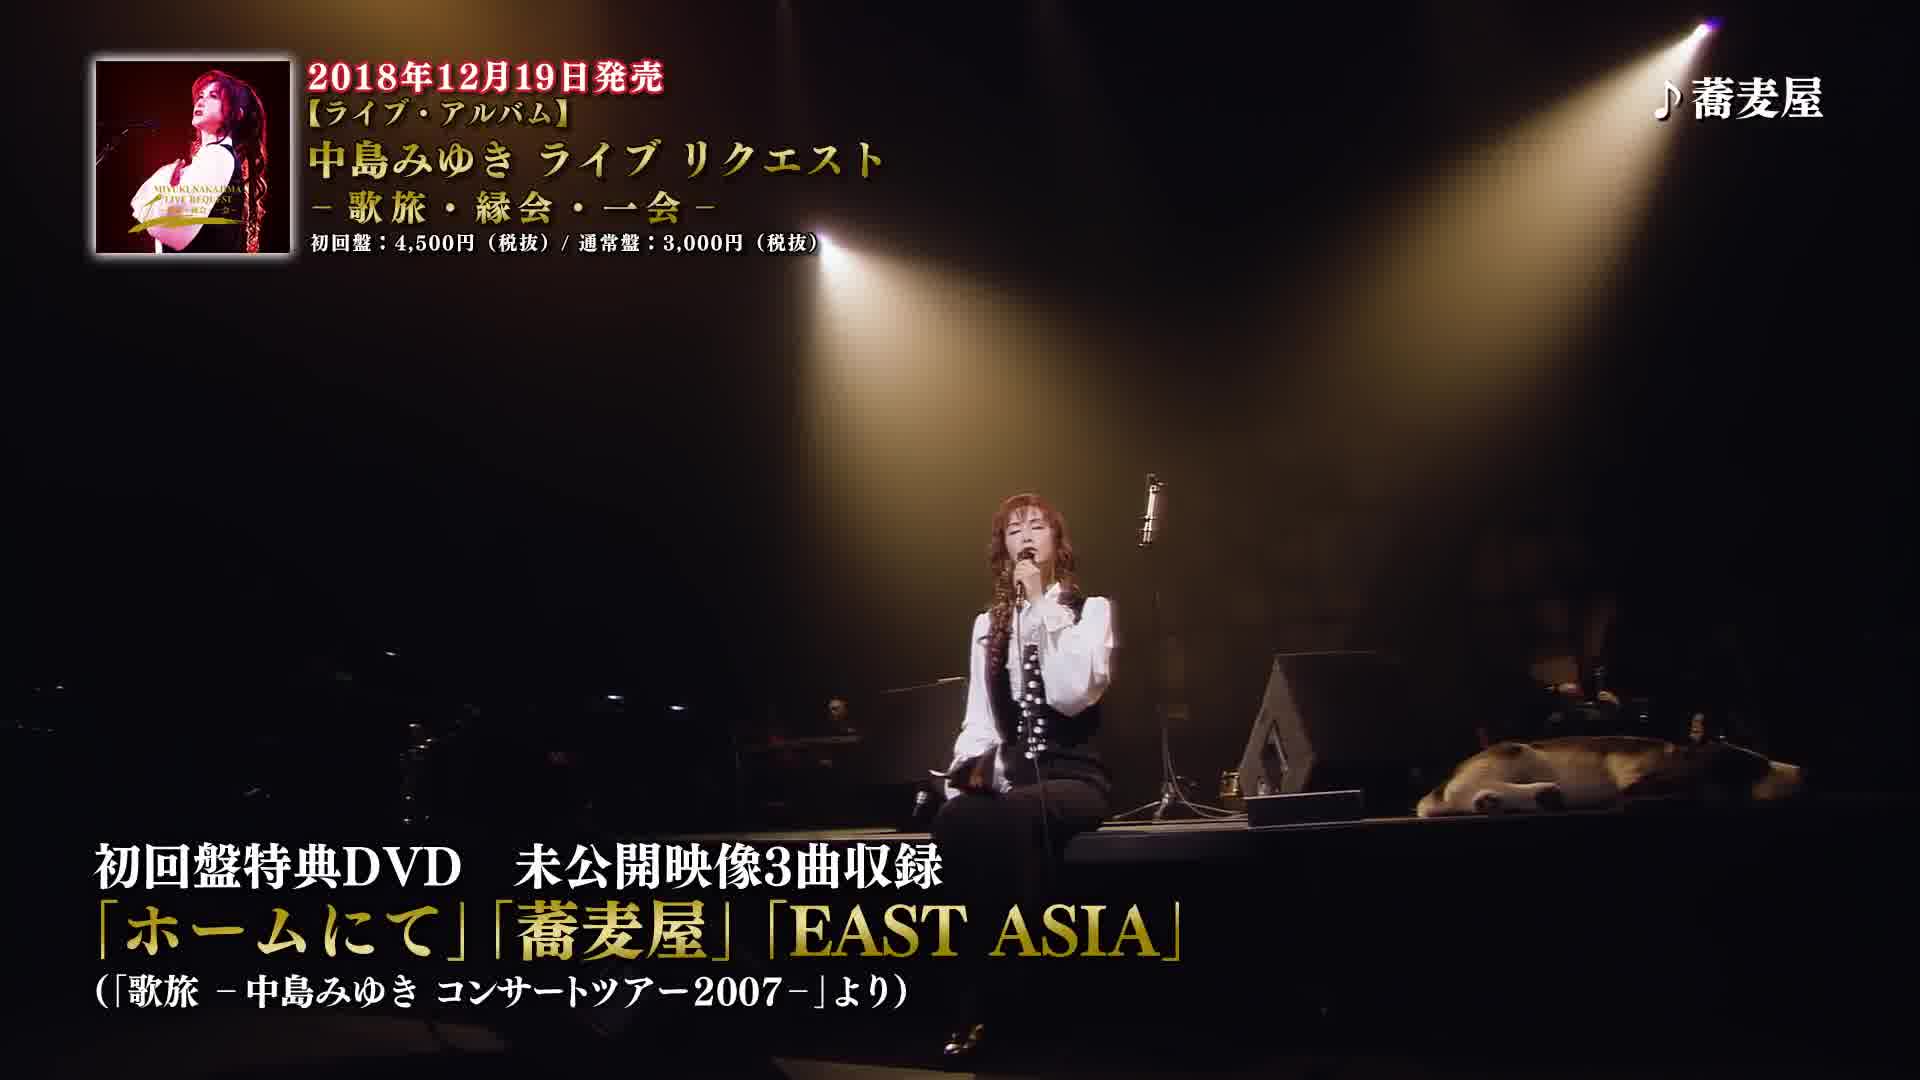 2018年12月19日発売
【ライブ・アルバム】
中島みゆき ライブ リクエスト
－歌旅・縁会・一会－
初回盤：4,500円（税抜）/ 通常盤：3,000円（税抜）
MIYUKI NAKAJIMA
LIVE REQUEST
♪蕎麦屋
初回盤特典DVD　未公開映像3曲収録
「ホームにて」「蕎麦屋」「EAST ASIA」
（「歌旅 －中島みゆき コンサートツアー2007－」より）